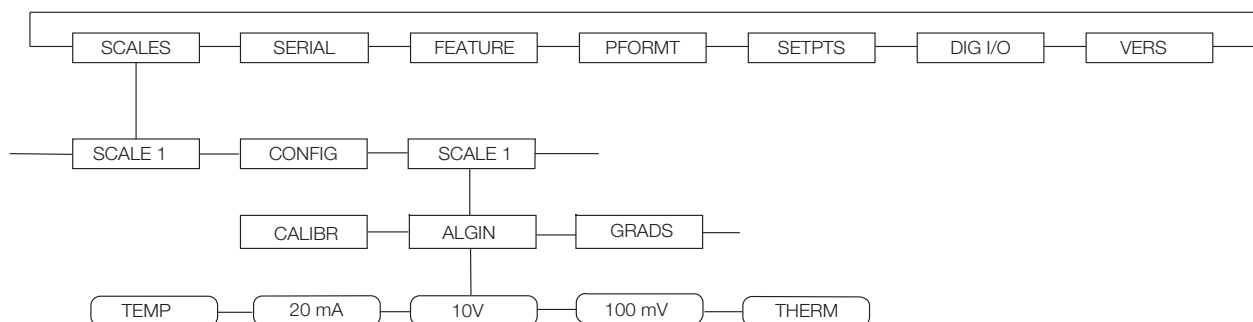 SCALES SERIAL FEATURE PFORMT SETPTS DIG I/O VERS
SCALE 1 CONFIG SCALE 1
CALIBR ALGIN GRADS
TEMP 20 mA 10V 100 mV THERM